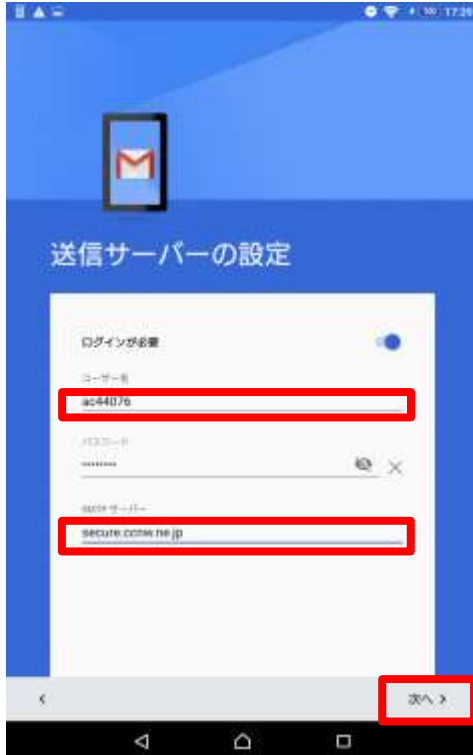 17:26
送信サーバーの設定
ログインが必要
ユーザー名
ac44076
パスワード
••••••••
SMTP サーバー
secure.ccnw.ne.jp
次へ